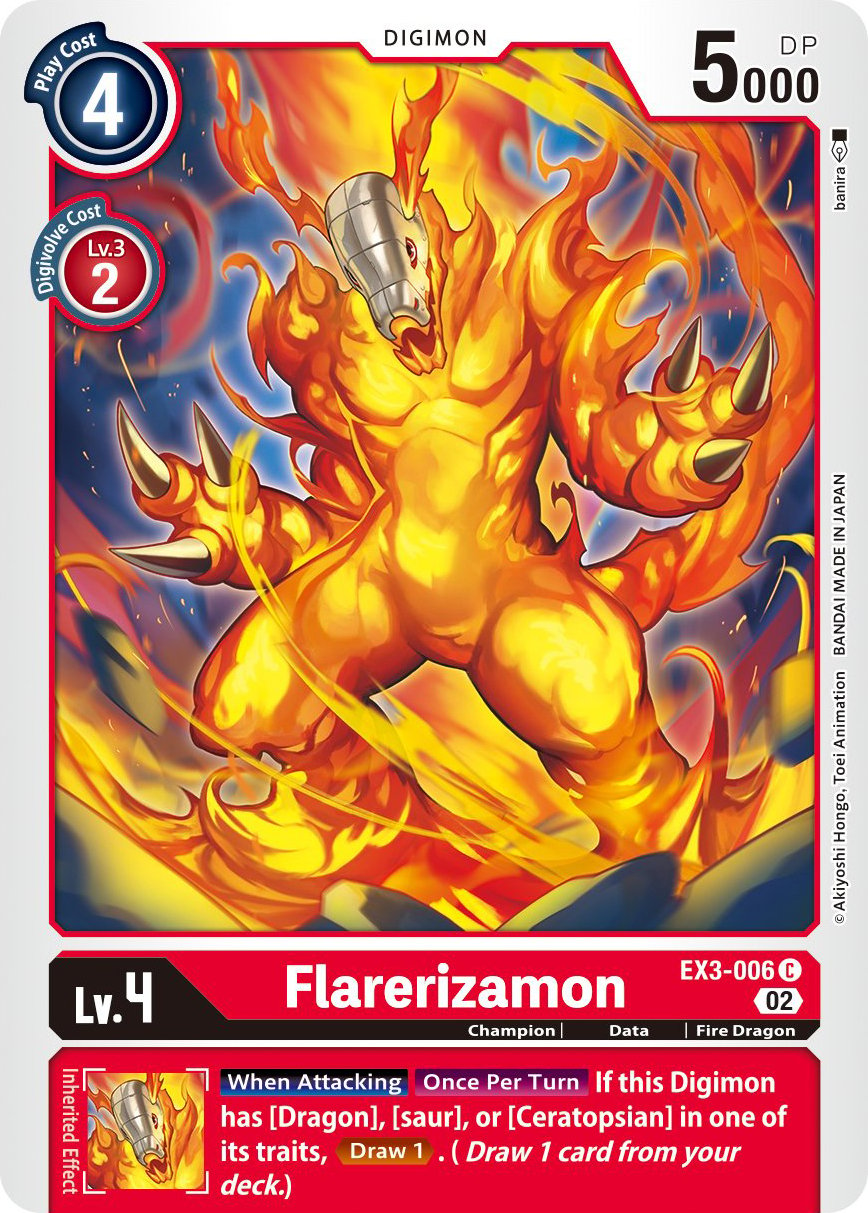 DIGIMON
Play Cost
4
DP
5000
Digivolve Cost
Lv.3
2
banira
BANDAI MADE IN JAPAN
© Akiyoshi Hongo, Toei Animation
Lv.4
Flarerizamon
EX3-006 C
02
Champion | Data | Fire Dragon
Inherited Effect
When Attacking Once Per Turn If this Digimon
has [Dragon], [saur], or [Ceratopsian] in one of
its traits, Draw 1 . ( Draw 1 card from your
deck.)